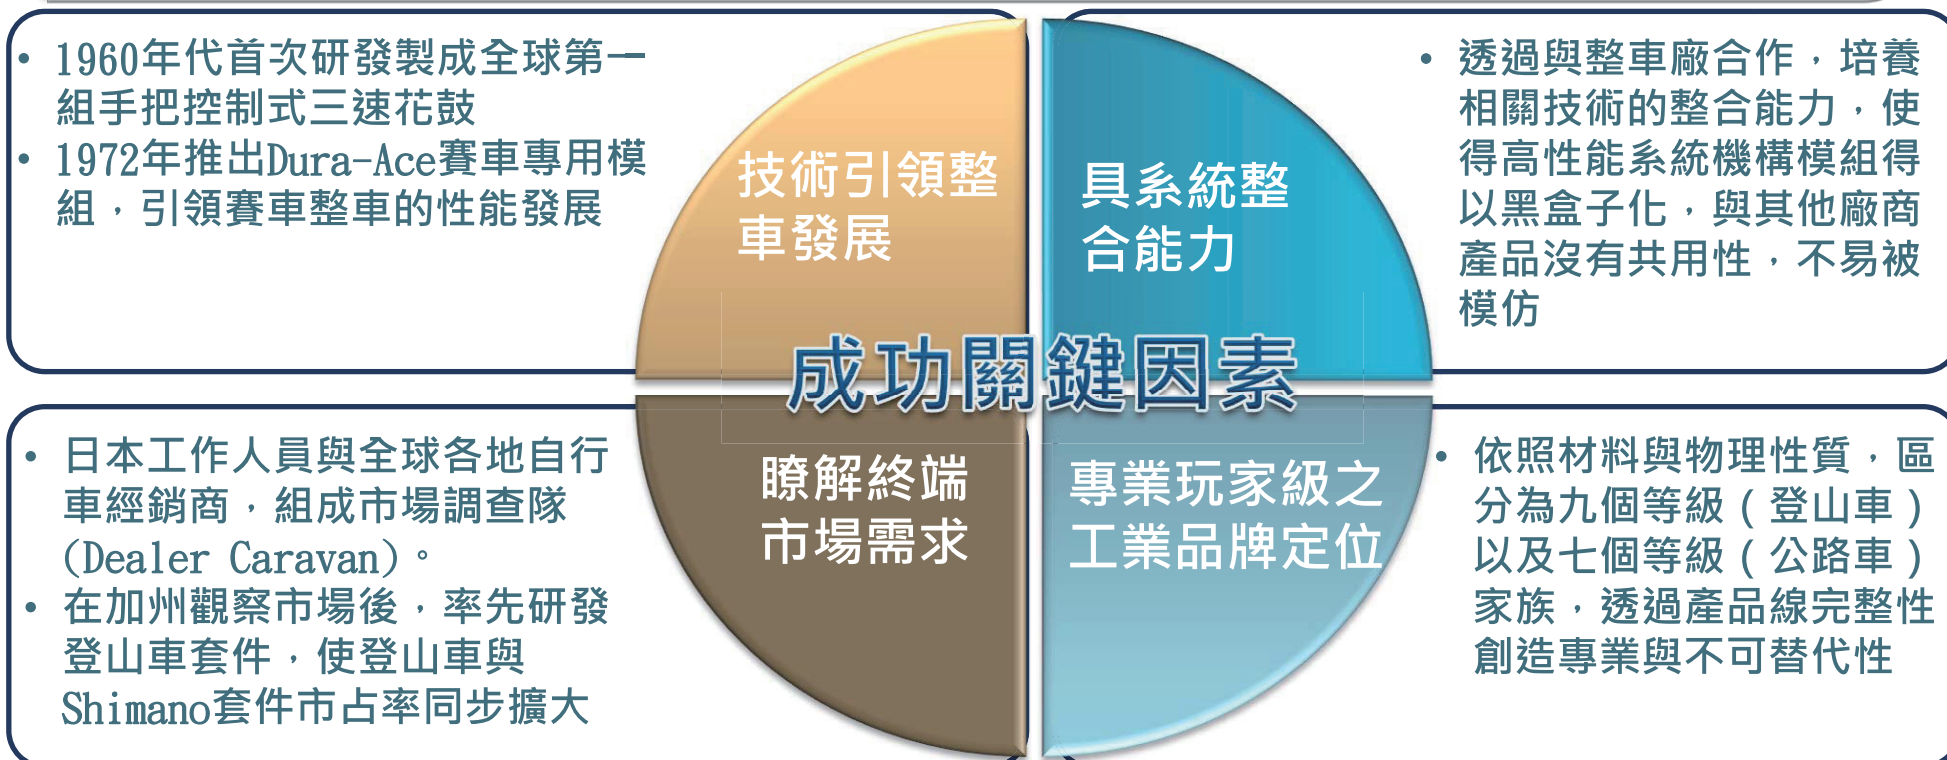 • 1960年代首次研發製成全球第一
組手把控制式三速花鼓
• 1972年推出Dura-Ace賽車專用模
組，引領賽車整車的性能發展
技術引領整
車發展
具系統整
合能力
• 透過與整車廠合作，培養
相關技術的整合能力，使
得高性能系統機構模組得
以黑盒子化，與其他廠商
產品沒有共用性，不易被
模仿
成功關鍵因素
• 日本工作人員與全球各地自行
車經銷商，組成市場調查隊
(Dealer Caravan)。
• 在加州觀察市場後，率先研發
登山車套件，使登山車與
Shimano套件市占率同步擴大
瞭解終端
市場需求
專業玩家級之
工業品牌定位
• 依照材料與物理性質，區
分為九個等級（登山車）
以及七個等級（公路車）
家族，透過產品線完整性
創造專業與不可替代性